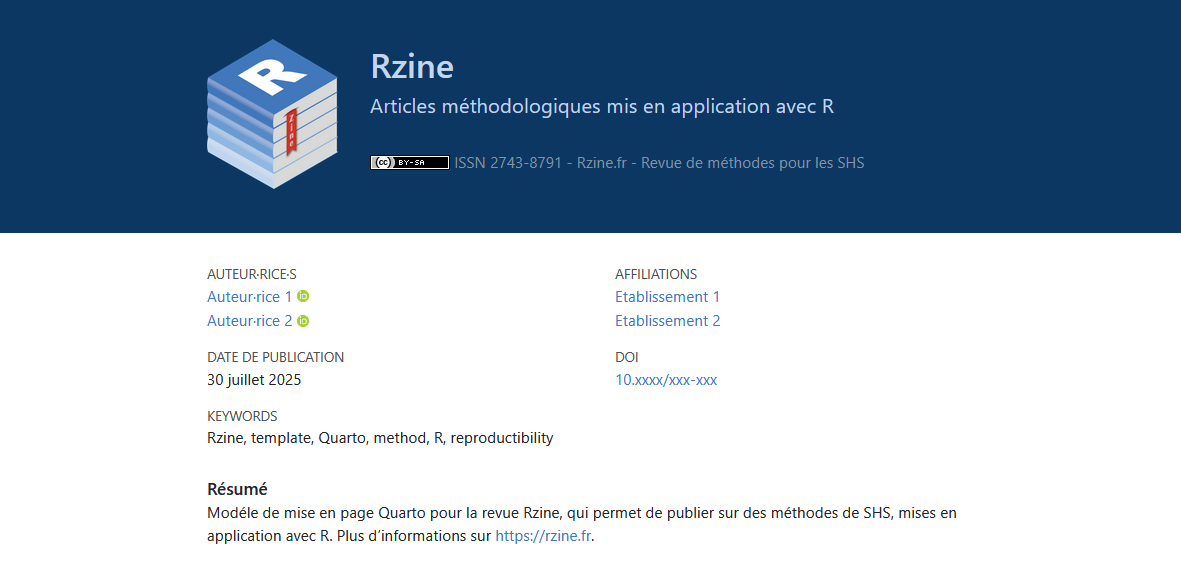 R
Rzine
Rzine
Articles méthodologiques mis en application avec R
cc BY-SA ISSN 2743-8791 - Rzine.fr - Revue de méthodes pour les SHS
AUTEUR·RICE·S
AFFILIATIONS
Auteur·rice 1 iD
Etablissement 1
Auteur·rice 2 iD
Etablissement 2
DATE DE PUBLICATION
DOI
30 juillet 2025
10.xxxx/xxx-xxx
KEYWORDS
Rzine, template, Quarto, method, R, reproductibility
Résumé
Modéle de mise en page Quarto pour la revue Rzine, qui permet de publier sur des méthodes de SHS, mises en
application avec R. Plus d’informations sur https://rzine.fr.